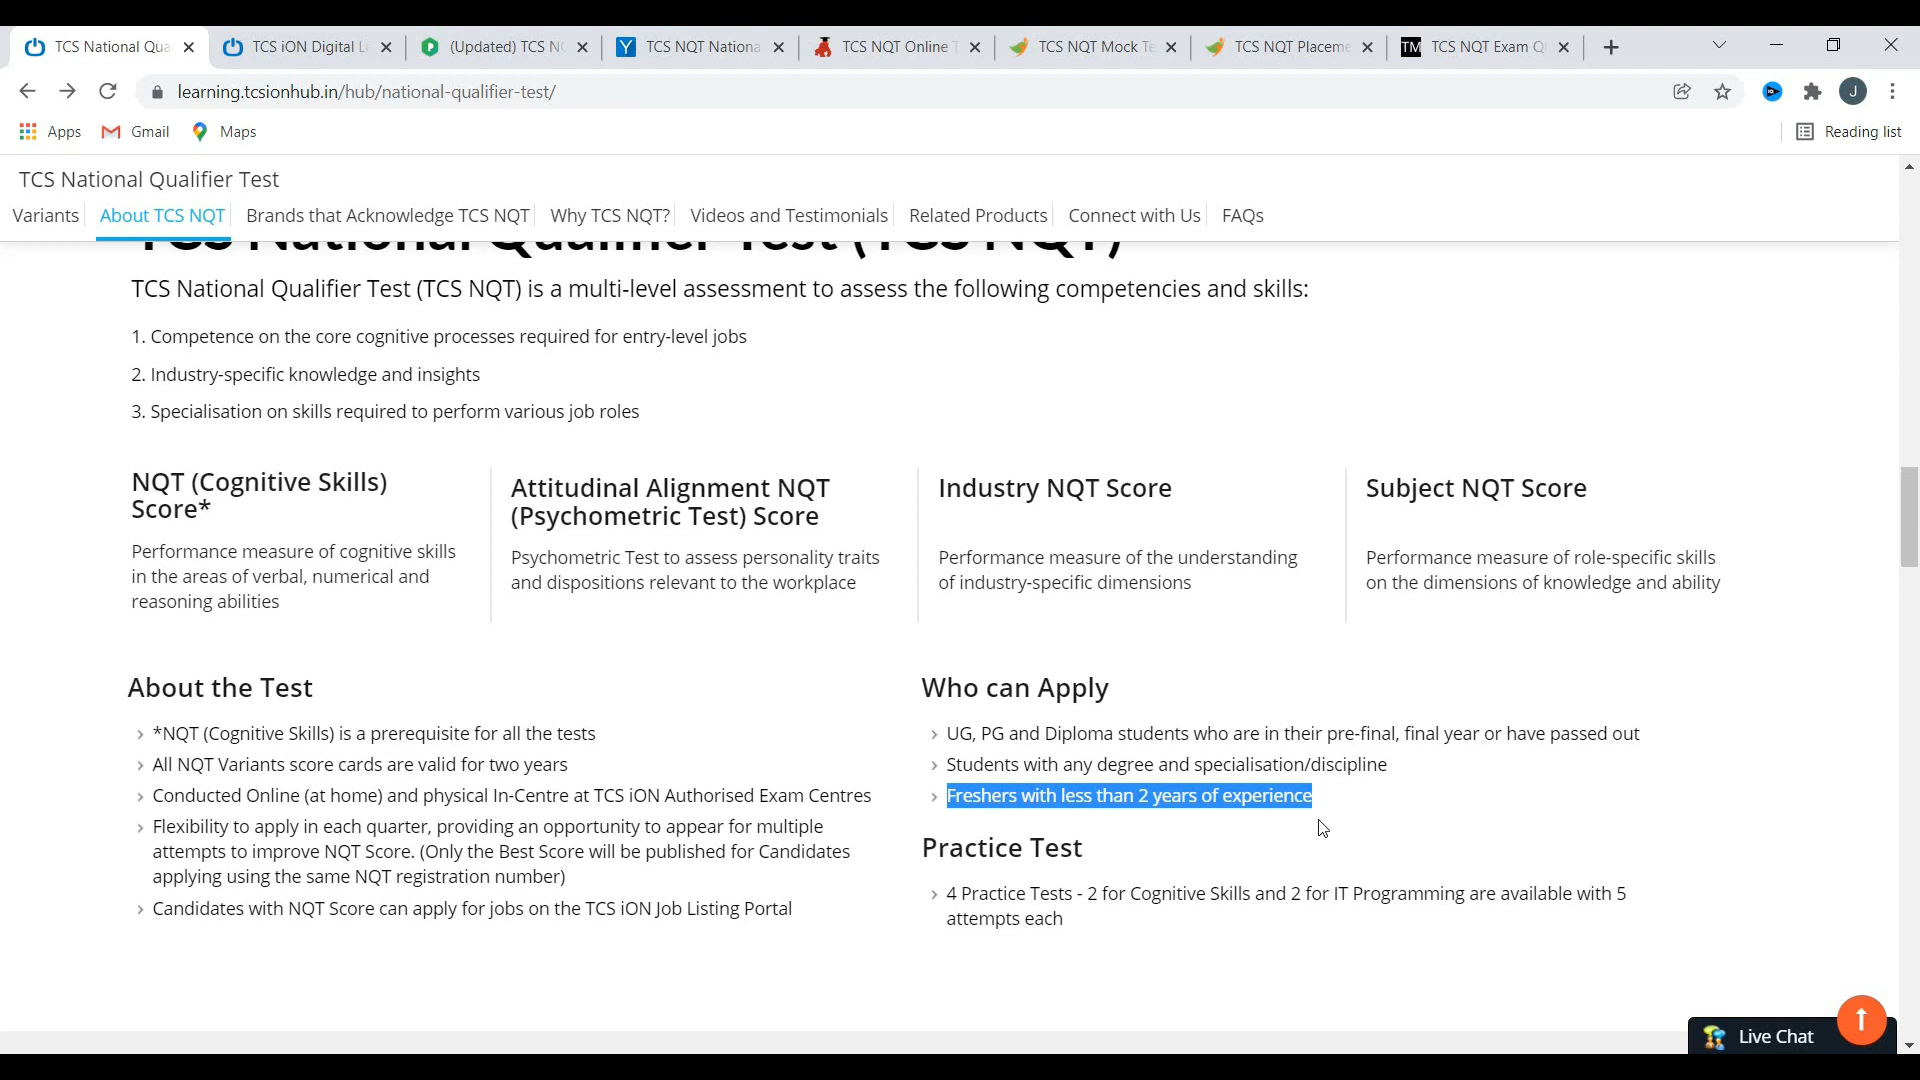 TCS National Qua
TCS iON Digital L
(Updated) TCS N
TCS NQT Nationa
TCS NQT Online T
TCS NQT Mock Te
TCS NQT Placeme
TM TCS NQT Exam Q
learning.tcsionhub.in/hub/national-qualifier-test/
J
Apps
Gmail
Maps
Reading list
TCS National Qualifier Test
Variants
About TCS NQT
Brands that Acknowledge TCS NQT
Why TCS NQT?
Videos and Testimonials
Related Products
Connect with Us
FAQs
TCS National Qualifier Test (TCS NQT)
TCS National Qualifier Test (TCS NQT) is a multi-level assessment to assess the following competencies and skills:
1. Competence on the core cognitive processes required for entry-level jobs
2. Industry-specific knowledge and insights
3. Specialisation on skills required to perform various job roles
NQT (Cognitive Skills)
Score*
Performance measure of cognitive skills
in the areas of verbal, numerical and
reasoning abilities
Attitudinal Alignment NQT
(Psychometric Test) Score
Psychometric Test to assess personality traits
and dispositions relevant to the workplace
Industry NQT Score
Performance measure of the understanding
of industry-specific dimensions
Subject NQT Score
Performance measure of role-specific skills
on the dimensions of knowledge and ability
About the Test
*NQT (Cognitive Skills) is a prerequisite for all the tests
All NQT Variants score cards are valid for two years
Conducted Online (at home) and physical In-Centre at TCS iON Authorised Exam Centres
Flexibility to apply in each quarter, providing an opportunity to appear for multiple
attempts to improve NQT Score. (Only the Best Score will be published for Candidates
applying using the same NQT registration number)
Candidates with NQT Score can apply for jobs on the TCS iON Job Listing Portal
Who can Apply
UG, PG and Diploma students who are in their pre-final, final year or have passed out
Students with any degree and specialisation/discipline
Freshers with less than 2 years of experience
Practice Test
4 Practice Tests - 2 for Cognitive Skills and 2 for IT Programming are available with 5
attempts each
Live Chat